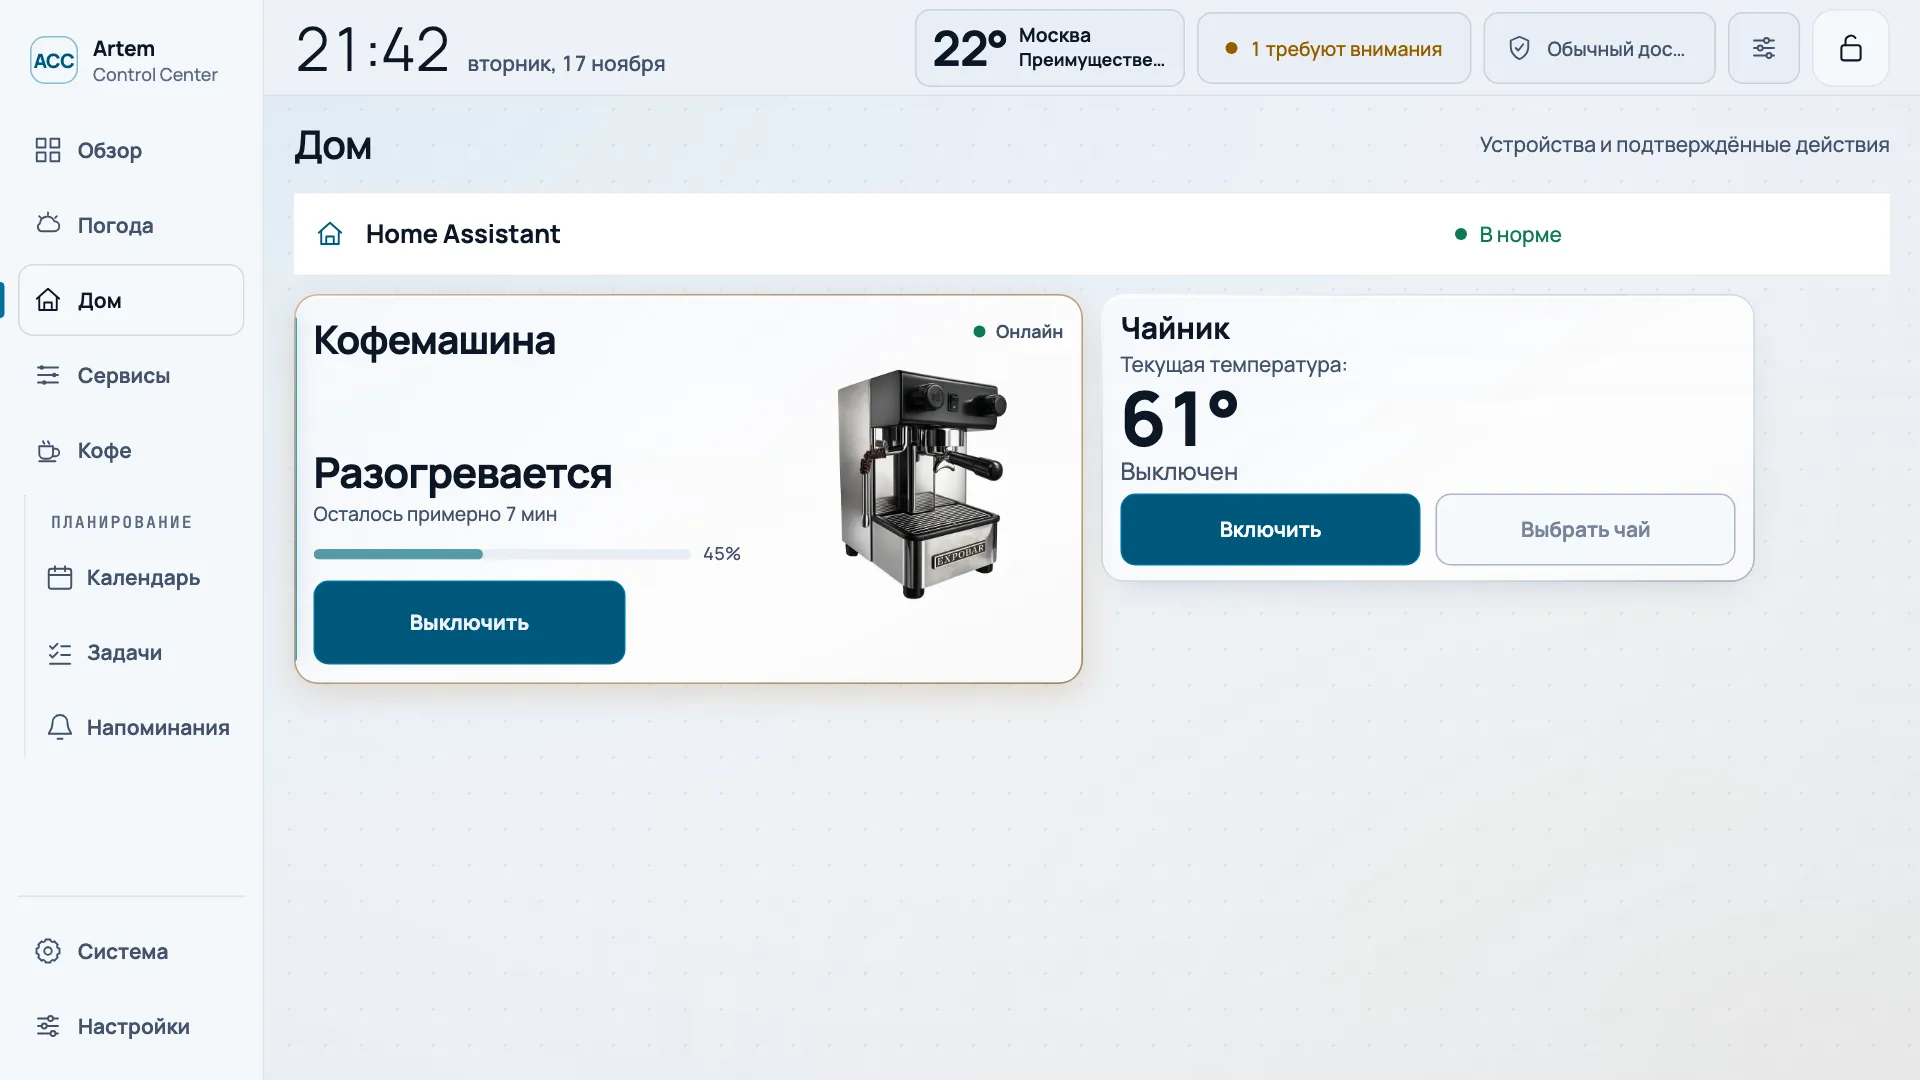 ACC
Artem
Control Center
21:42
вторник, 17 ноября
22°
Москва
Преимуществе...
1 требуют внимания
Обычный дос...
Обзор
Погода
Дом
Сервисы
Кофе
ПЛАНИРОВАНИЕ
Календарь
Задачи
Напоминания
Система
Настройки
Дом
Устройства и подтверждённые действия
Home Assistant
В норме
Кофемашина
Онлайн
Разогревается
Осталось примерно 7 мин
45%
Выключить
EXPOBAR
Чайник
Текущая температура:
61°
Выключен
Включить
Выбрать чай